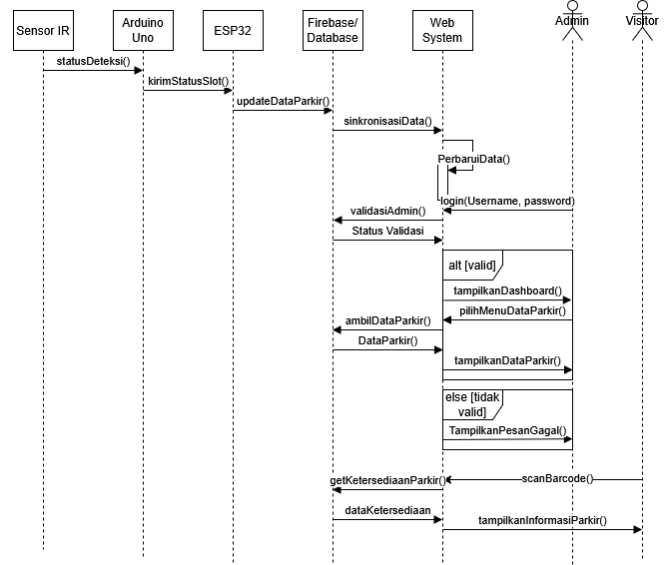 Sensor IR
Arduino
Uno
ESP32
Firebase/
Database
Web
System
Admin
Visitor
statusDeteksi()
kirimStatusSlot()
updateDataParkir()
sinkronisasiData()
PerbaruiData()
login(Username, password)
validasiAdmin()
Status Validasi
alt [valid]
tampilkanDashboard()
pilihMenuDataParkir()
ambilDataParkir()
DataParkir()
tampilkanDataParkir()
else [tidak
valid]
TampilkanPesanGagal()
scanBarcode()
getKetersediaanParkir()
dataKetersediaan
tampilkanInformasiParkir()